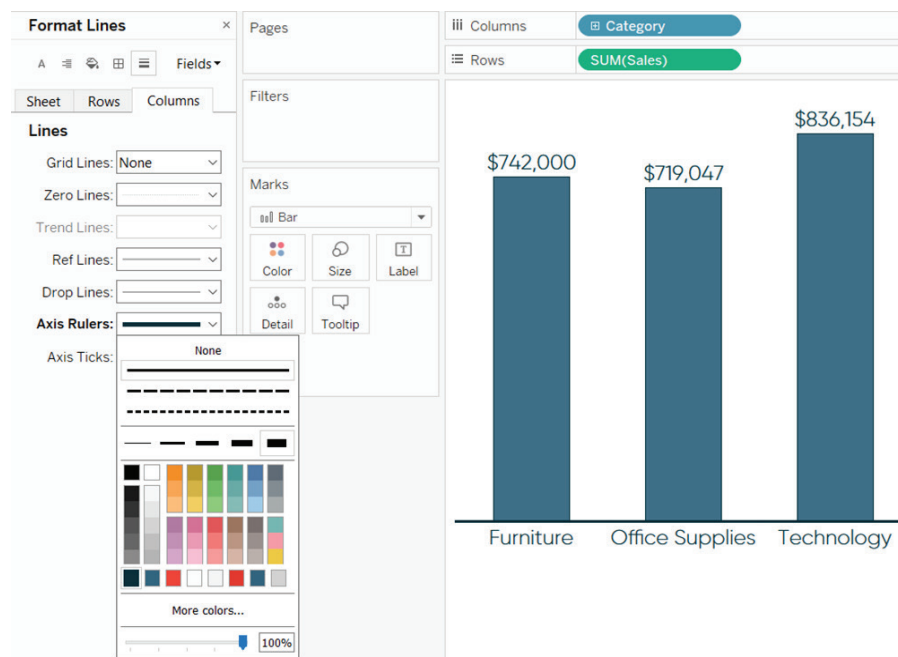 Format Lines
Fields
Sheet Rows Columns
Lines
Grid Lines: None
Zero Lines:
Trend Lines:
Ref Lines:
Drop Lines:
Axis Rulers:
Axis Ticks:
None
More colors...
100%
Pages
Filters
Marks
Bar
Color Size Label
Detail Tooltip
Columns Category
Rows SUM(Sales)
$742,000
$719,047
$836,154
Furniture Office Supplies Technology